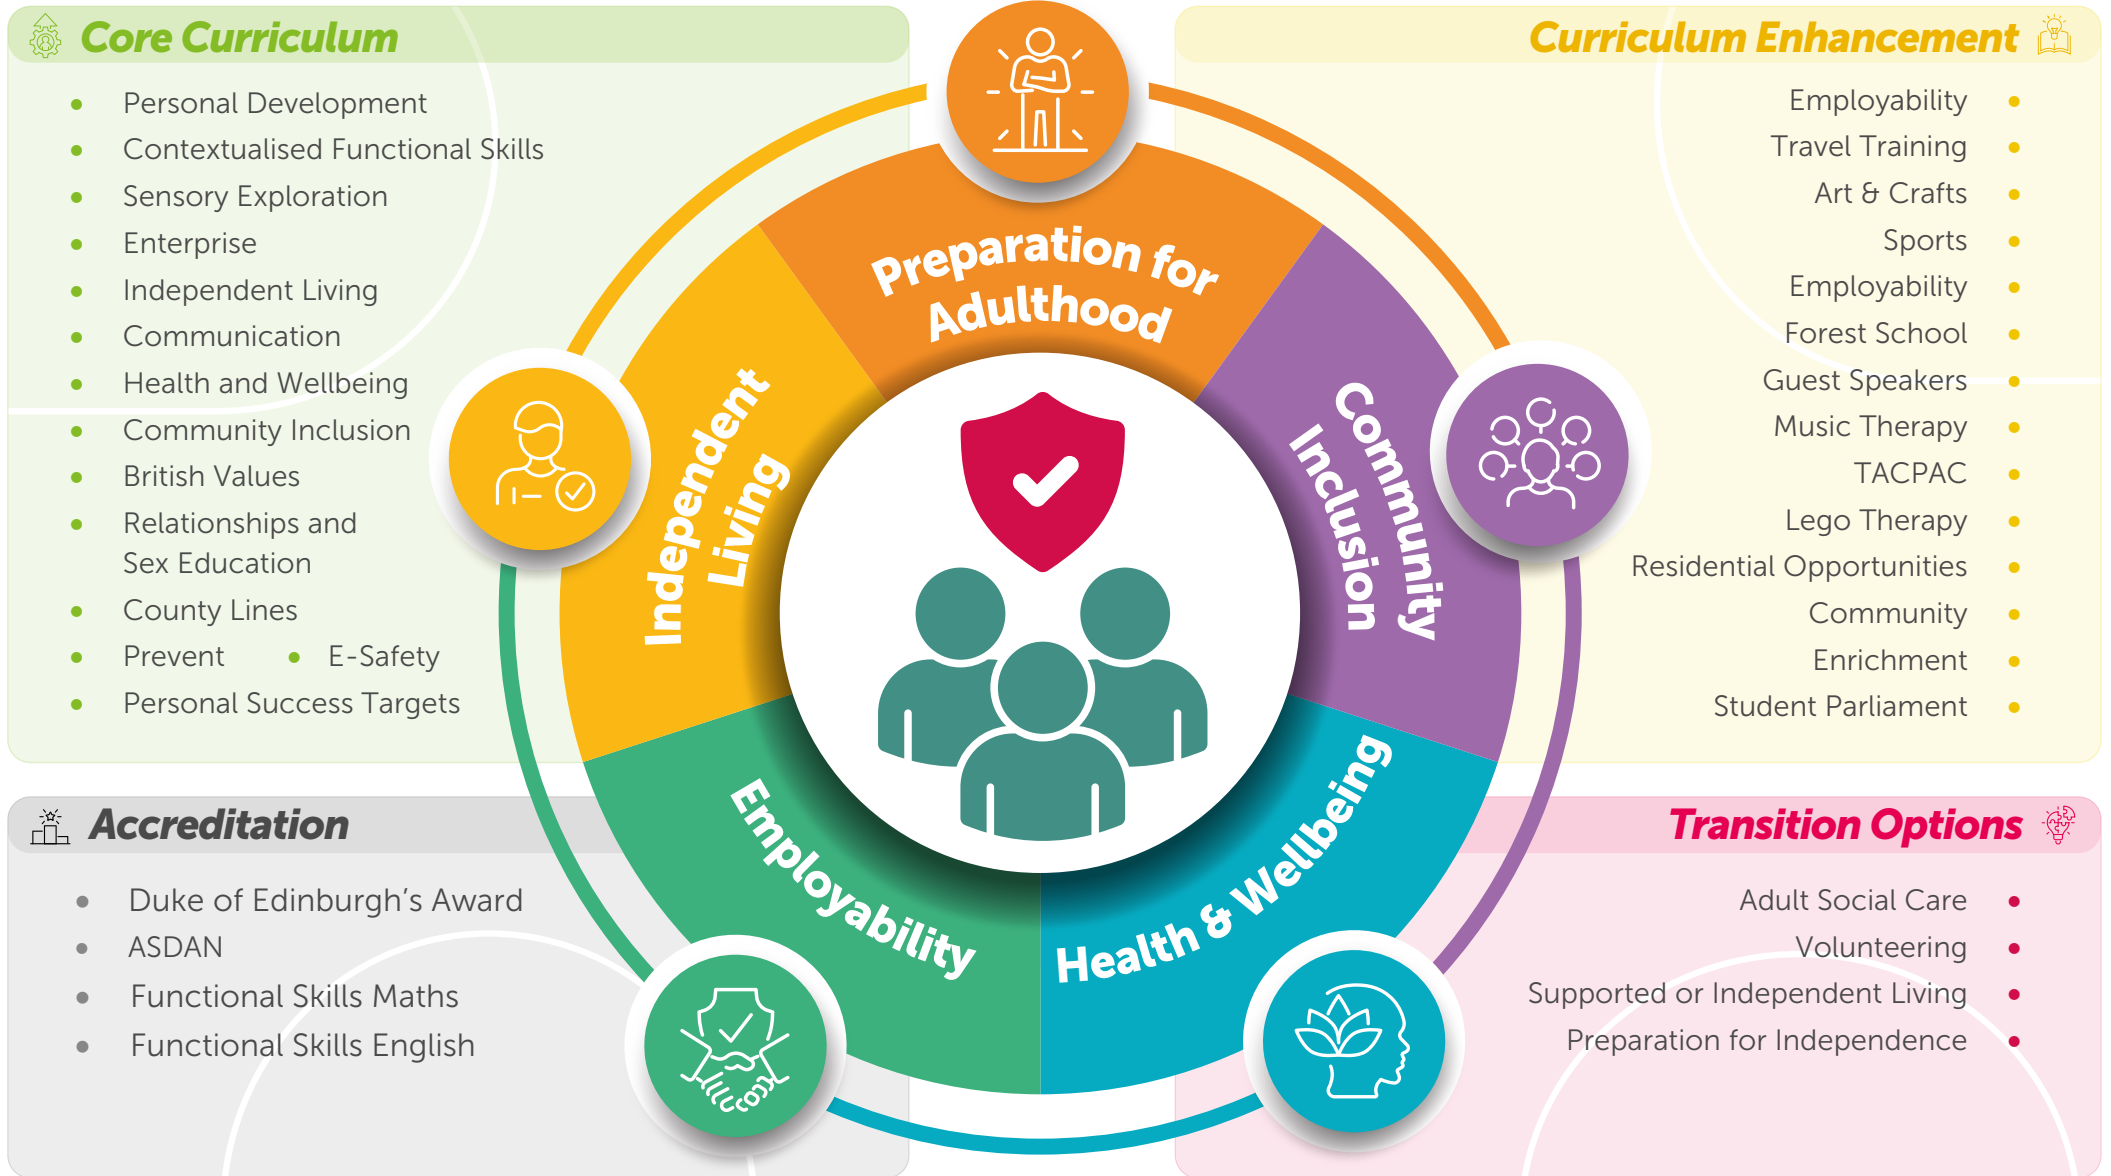 Core Curriculum
Personal Development
Contextualised Functional Skills
Sensory Exploration
Enterprise
Independent Living
Communication
Health and Wellbeing
Community Inclusion
British Values
Relationships and
Sex Education
County Lines
Prevent
E-Safety
Personal Success Targets
Curriculum Enhancement
Employability
Travel Training
Art & Crafts
Sports
Employability
Forest School
Guest Speakers
Music Therapy
TACPAC
Lego Therapy
Residential Opportunities
Community
Enrichment
Student Parliament
Preparation for
Adulthood
Independent
Living
Community
Inclusion
Employability
Health & Wellbeing
Accreditation
Duke of Edinburgh’s Award
ASDAN
Functional Skills Maths
Functional Skills English
Transition Options
Adult Social Care
Volunteering
Supported or Independent Living
Preparation for Independence